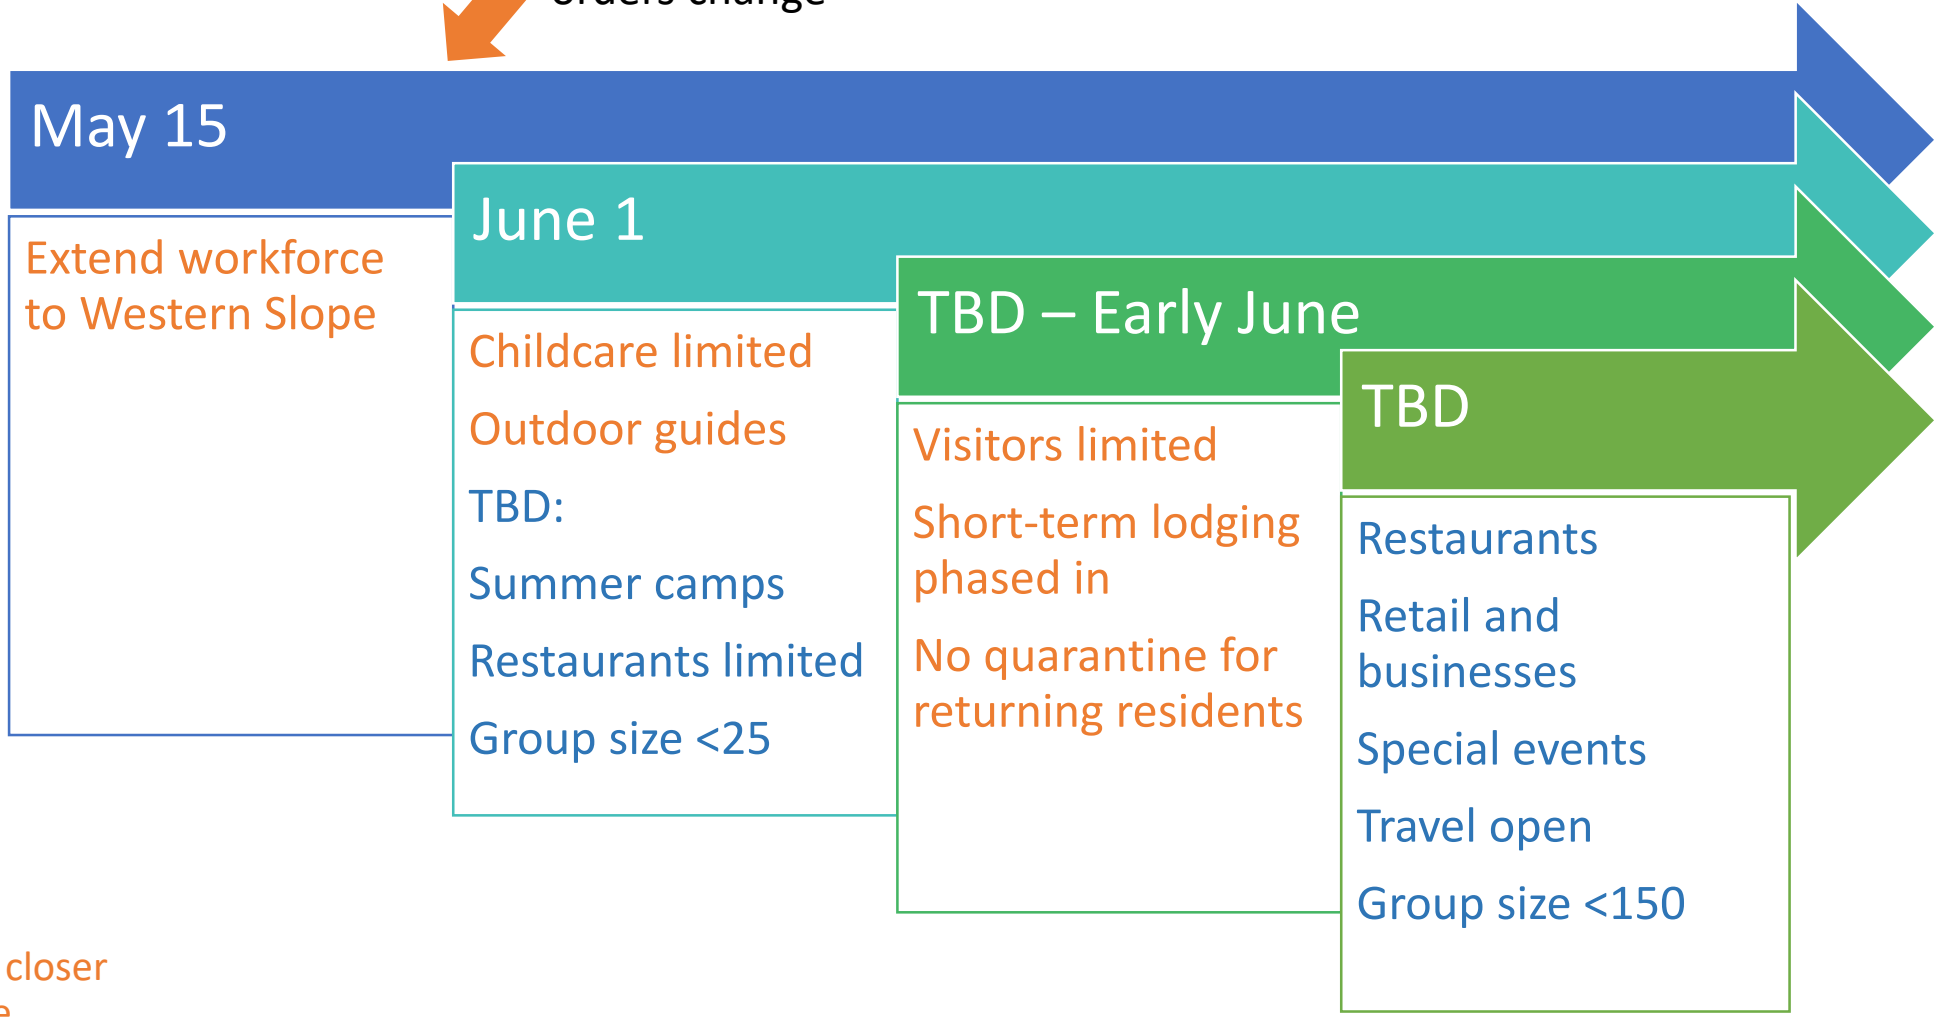 orders change
May 15
Extend workforce
to Western Slope
June 1
Childcare limited
Outdoor guides
TBD:
Summer camps
Restaurants limited
Group size <25
TBD – Early June
Visitors limited
Short-term lodging
phased in
No quarantine for
returning residents
TBD
Restaurants
Retail and
businesses
Special events
Travel open
Group size <150
closer